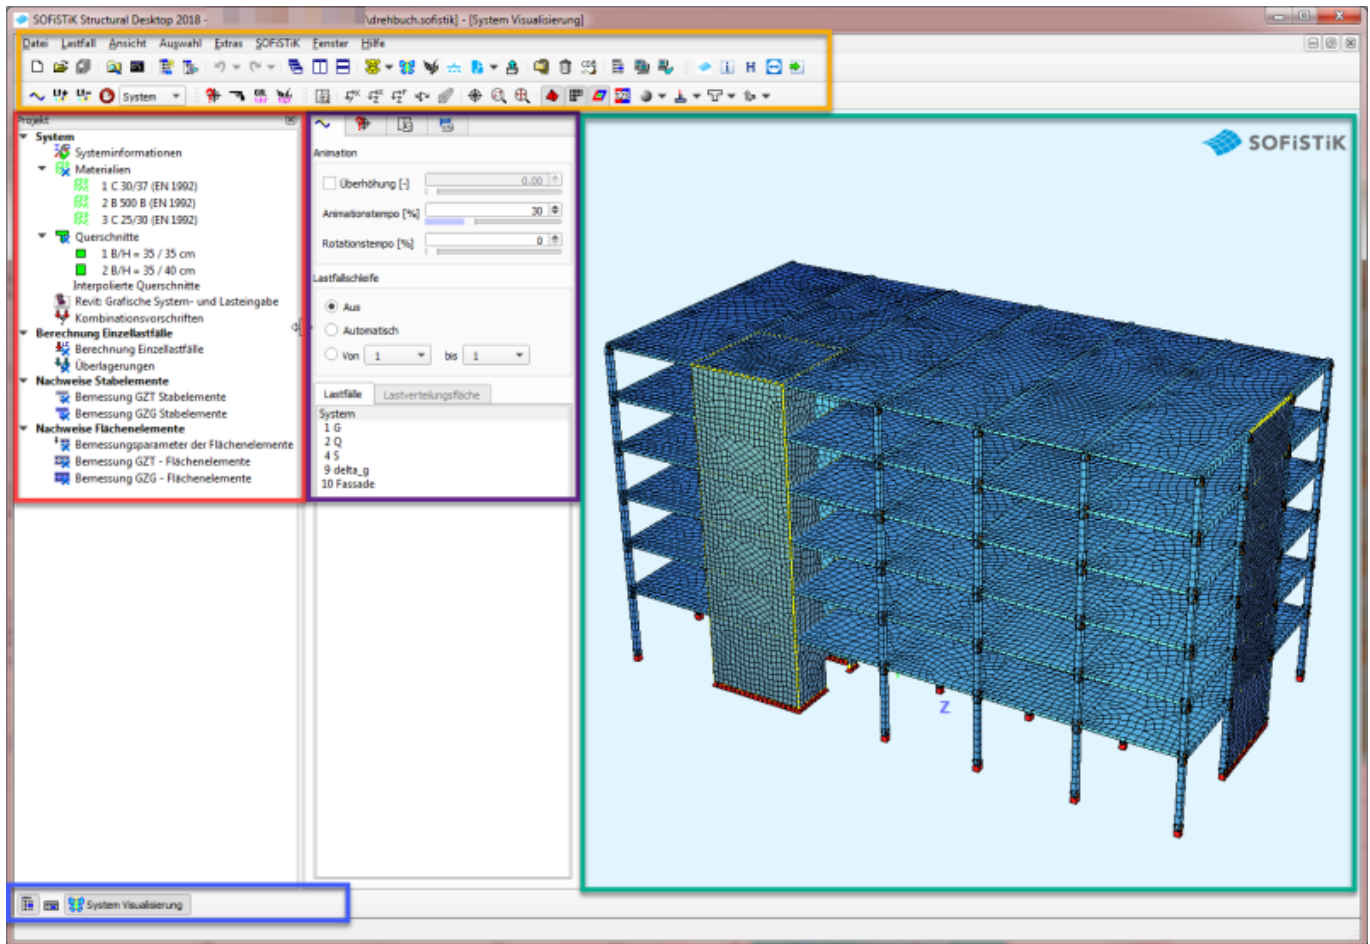 SOFiSTiK Structural Desktop 2018 - \drehbuch.sofistik] - [System Visualisierung]
Datei Lastfall Ansicht Auswahl Extras SOFiSTiK Fenster Hilfe
System
Projekt
System
Systeminformationen
Materialien
1 C 30/37 (EN 1992)
2 B 500 B (EN 1992)
3 C 25/30 (EN 1992)
Querschnitte
1 B/H = 35 / 35 cm
2 B/H = 35 / 40 cm
Interpolierte Querschnitte
Revit: Grafische System- und Lasteingabe
Kombinationsvorschriften
Berechnung Einzellastfälle
Berechnung Einzellastfälle
Überlagerungen
Nachweise Stabelemente
Bemessung GZT Stabelemente
Bemessung GZG Stabelemente
Nachweise Flächenelemente
Bemessungsparameter der Flächenelemente
Bemessung GZT - Flächenelemente
Bemessung GZG - Flächenelemente
Animation
Überhöhung [-] 0.00
Animationstempo [%] 30
Rotationstempo [%] 0
Lastfallschleife
Aus
Automatisch
Von 1 bis 1
Lastfälle Lastverteilungsfläche
System
1 G
2 Q
4 S
9 delta_g
10 Fassade
SOFiSTiK
Z
System Visualisierung